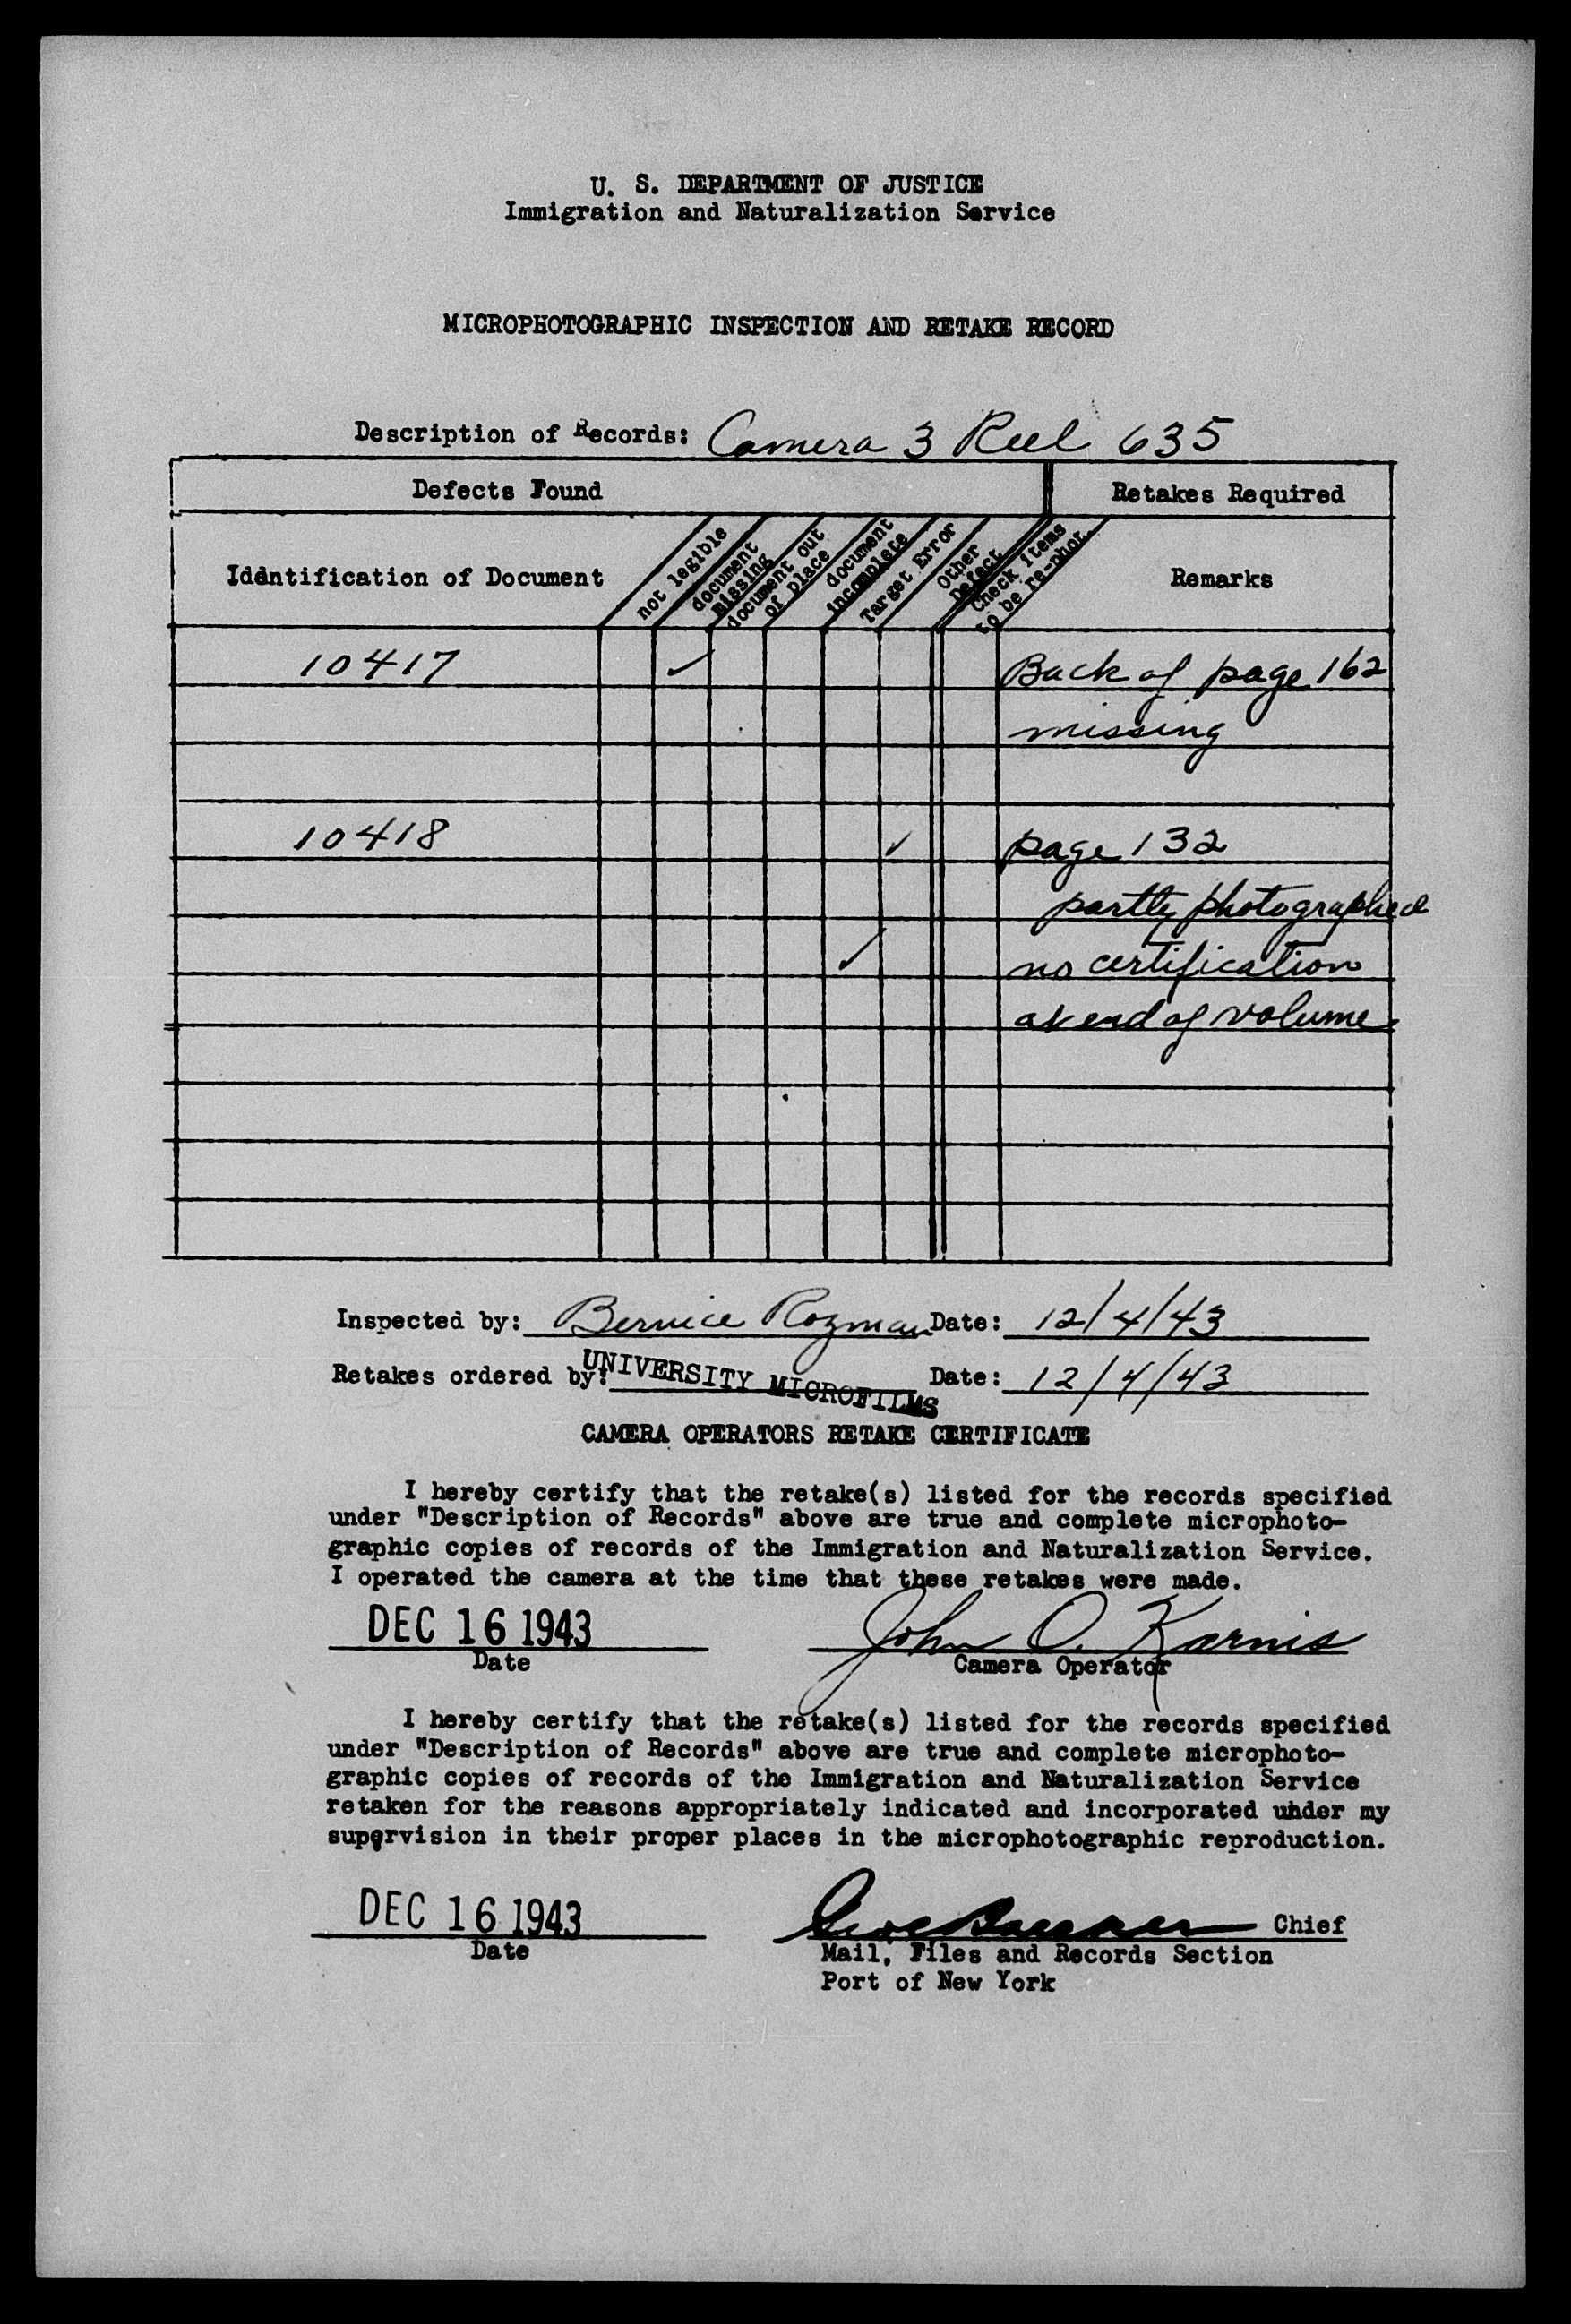 U. S. DEPARTMENT OF JUSTICE
Immigration and Naturalization Service
MICROPHOTOGRAPHIC INSPECTION AND RETAKE RECORD
Description of Records: Camera 3 Reel 635
Defects Found
Retakes Required
Identification of Document
not legible
document missing
document out of place
document incomplete
Target Error
Other Defect
Check items to be re-phot.
Remarks
10417 ✓ Back of page 162
missing
10418 ✓ page 132
partly photographed
✓ no certification
at end of volume
Inspected by: Bernice Rozman Date: 12/4/43
Retakes ordered by: UNIVERSITY MICROFILMS Date: 12/4/43
CAMERA OPERATORS RETAKE CERTIFICATE
I hereby certify that the retake(s) listed for the records specified
under "Description of Records" above are true and complete microphoto-
graphic copies of records of the Immigration and Naturalization Service.
I operated the camera at the time that these retakes were made.
DEC 16 1943 John O. Karnis
Date Camera Operator
I hereby certify that the retake(s) listed for the records specified
under "Description of Records" above are true and complete microphoto-
graphic copies of records of the Immigration and Naturalization Service
retaken for the reasons appropriately indicated and incorporated under my
supervision in their proper places in the microphotographic reproduction.
DEC 16 1943 Chief
Date Mail, Files and Records Section
Port of New York